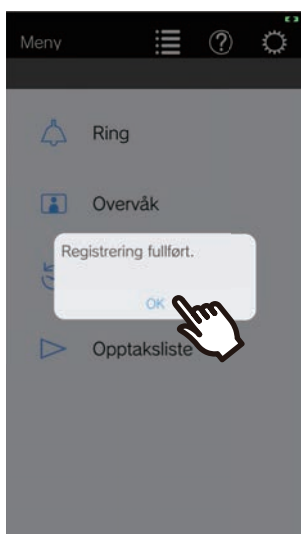 Meny
Ring
Overvåk
Registrering fullført.
OK
Opptaksliste